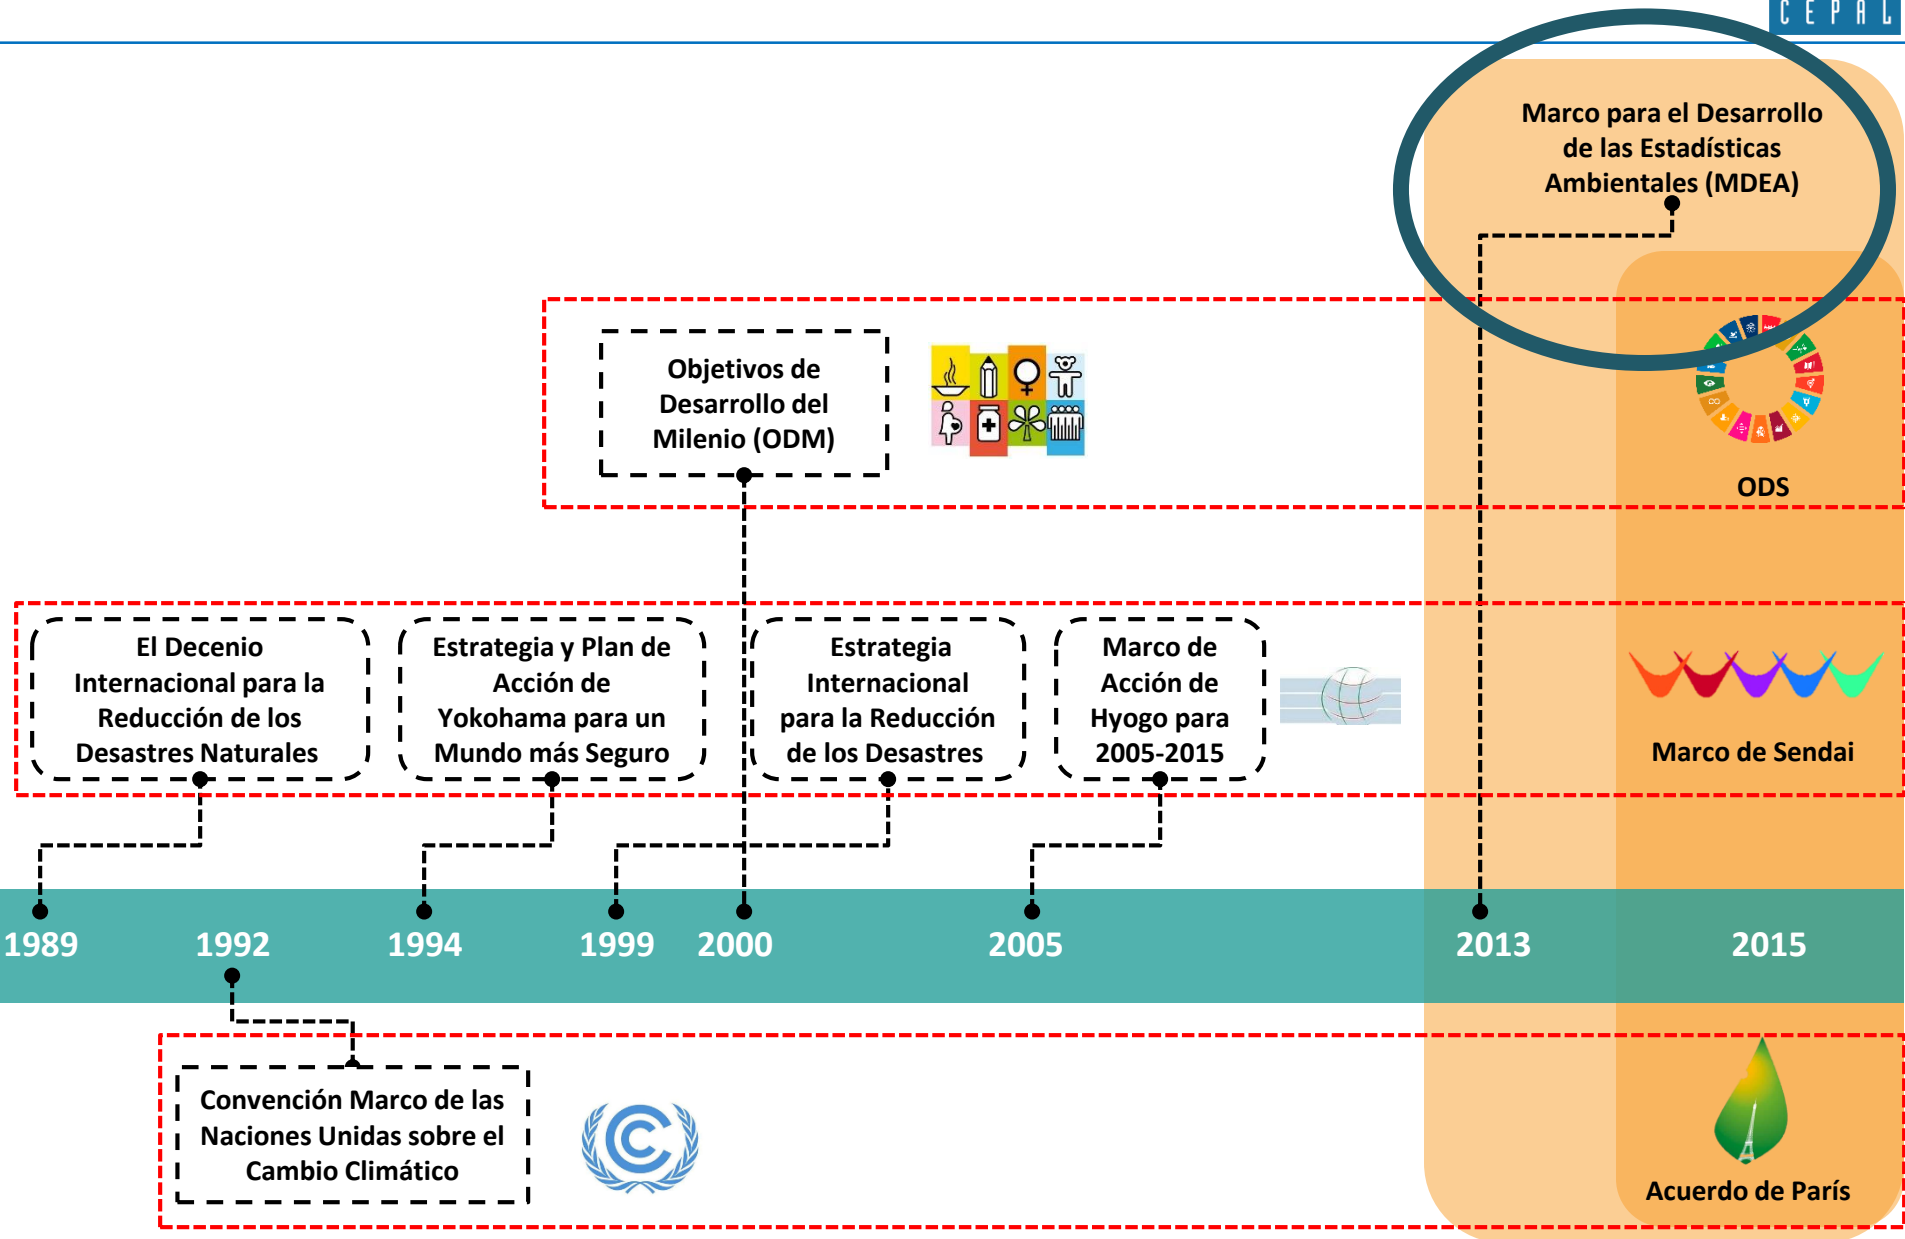 CEPAL
Marco para el Desarrollo
de las Estadísticas
Ambientales (MDEA)
Objetivos de
Desarrollo del
Milenio (ODM)
ODS
El Decenio
Internacional para la
Reducción de los
Desastres Naturales
Estrategia y Plan de
Acción de
Yokohama para un
Mundo más Seguro
Estrategia
Internacional
para la Reducción
de los Desastres
Marco de
Acción de
Hyogo para
2005-2015
Marco de Sendai
1989
1992
1994
1999
2000
2005
2013
2015
Convención Marco de las
Naciones Unidas sobre el
Cambio Climático
Acuerdo de París